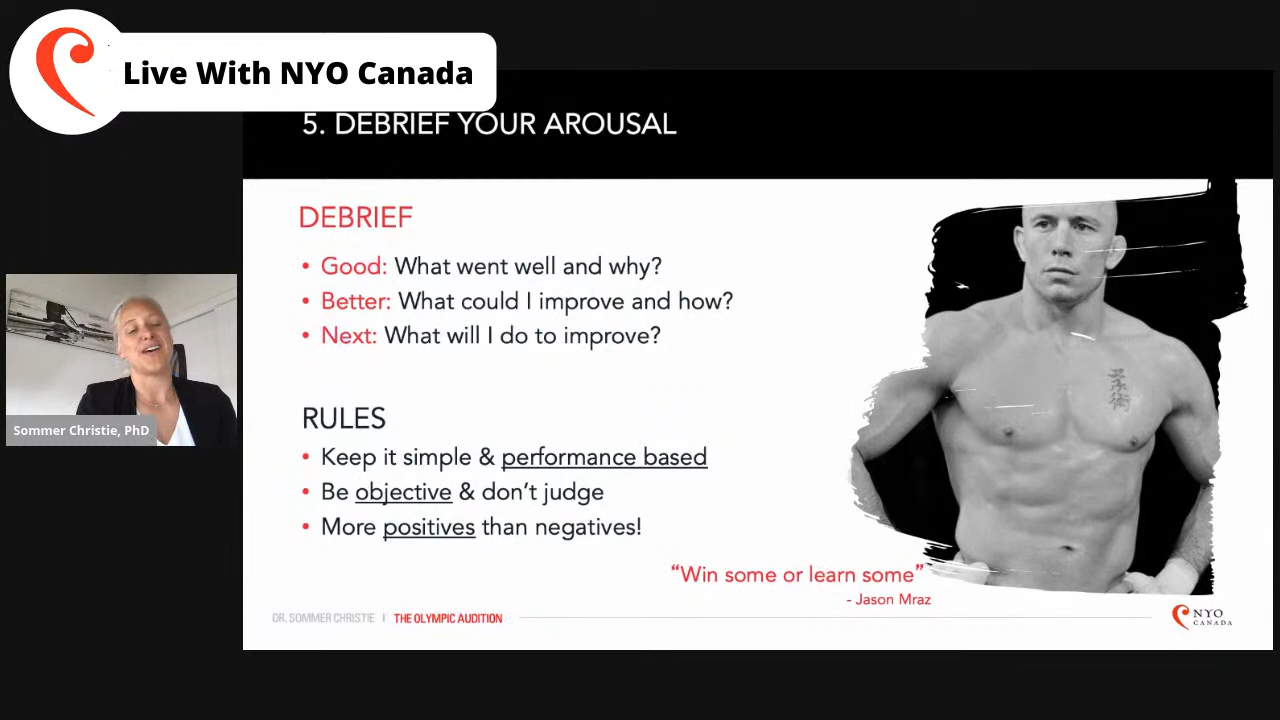 Live With NYO Canada
5. DEBRIEF YOUR AROUSAL
DEBRIEF
• Good: What went well and why?
• Better: What could I improve and how?
• Next: What will I do to improve?
RULES
• Keep it simple & performance based
• Be objective & don’t judge
• More positives than negatives!
“Win some or learn some”
- Jason Mraz
Sommer Christie, PhD
DR. SOMMER CHRISTIE | THE OLYMPIC AUDITION
NYO
CANADA